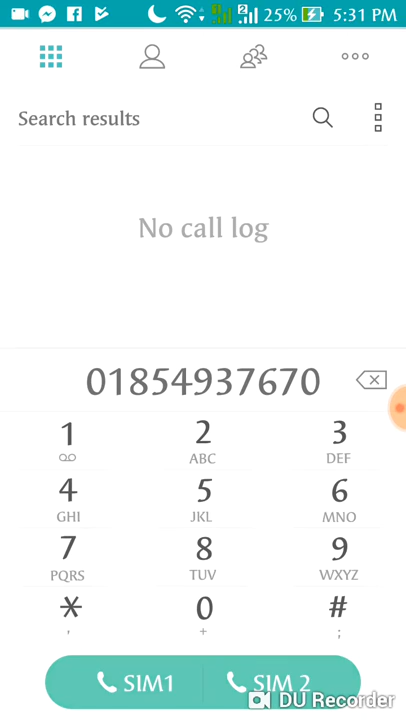 25% 5:31 PM
Search results
No call log
01854937670
1 2 3
ABC DEF
4 5 6
GHI JKL MNO
7 8 9
PQRS TUV WXYZ
* 0 #
, + ;
SIM1 SIM 2
DU Recorder